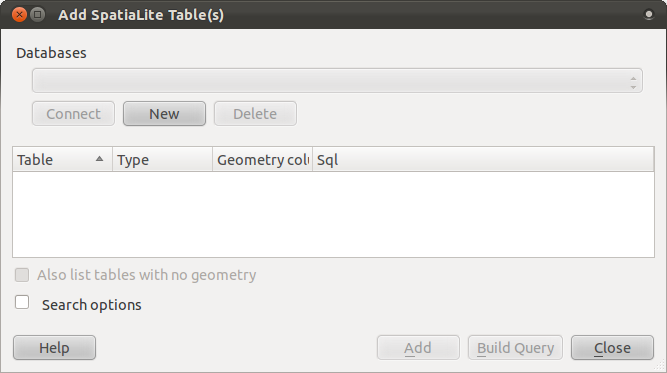 Add SpatiaLite Table(s)
Databases
Connect New Delete
Table Type Geometry colu Sql
Also list tables with no geometry
Search options
Help Add Build Query Close